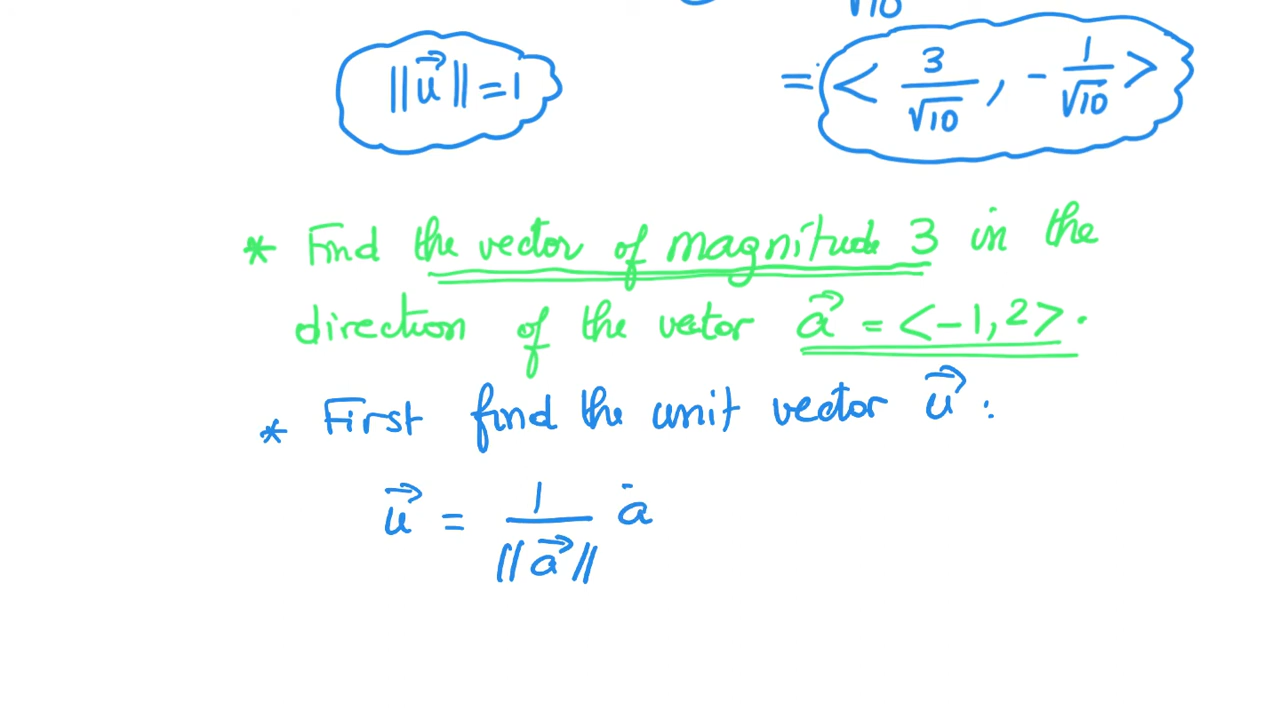 √10
||u⃗|| = 1
= < 3/√10 , - 1/√10 >
* Find the vector of magnitude 3 in the
direction of the vector a⃗ = <-1, 2>.
* First find the unit vector u⃗ :
u⃗ = 1/||a⃗|| a